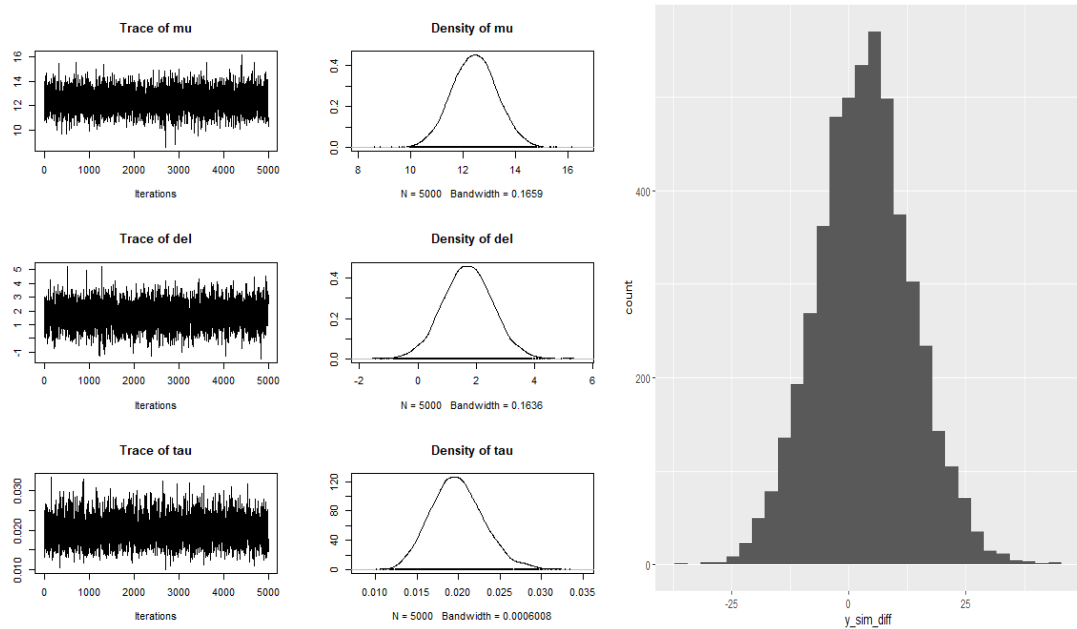 Trace of mu
16
14
12
10
0 1000 2000 3000 4000 5000
Iterations
Density of mu
0.4
0.2
0.0
8 10 12 14 16
N = 5000 Bandwidth = 0.1659
Trace of del
5
4
3
2
1
-1
0 1000 2000 3000 4000 5000
Iterations
Density of del
0.4
0.2
0.0
-2 0 2 4 6
N = 5000 Bandwidth = 0.1636
Trace of tau
0.030
0.020
0.010
0 1000 2000 3000 4000 5000
Iterations
Density of tau
120
80
40
0
0.010 0.015 0.020 0.025 0.030 0.035
N = 5000 Bandwidth = 0.0006008
count
400
200
0
-25 0 25
y_sim_diff